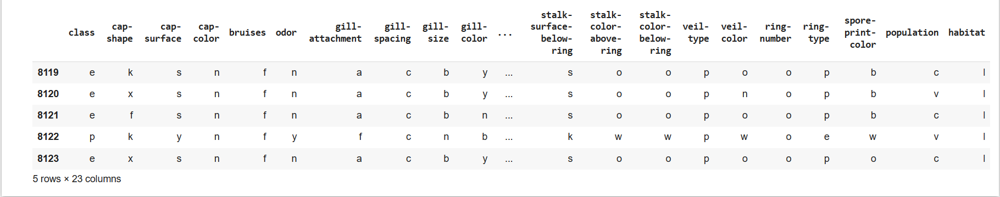 class cap-shape cap-surface cap-color bruises odor gill-attachment gill-spacing gill-size gill-color ... stalk-surface-below-ring stalk-color-above-ring stalk-color-below-ring veil-type veil-color ring-number ring-type spore-print-color population habitat
8119 e k s n f n a c b y ... s o o p o o p b c l
8120 e x s n f n a c b y ... s o o p n o p b v l
8121 e f s n f n a c b n ... s o o p o o p b c l
8122 p k y n f y f c n b ... k w w p w o e w v l
8123 e x s n f n a c b y ... s o o p o o p o c l
5 rows × 23 columns